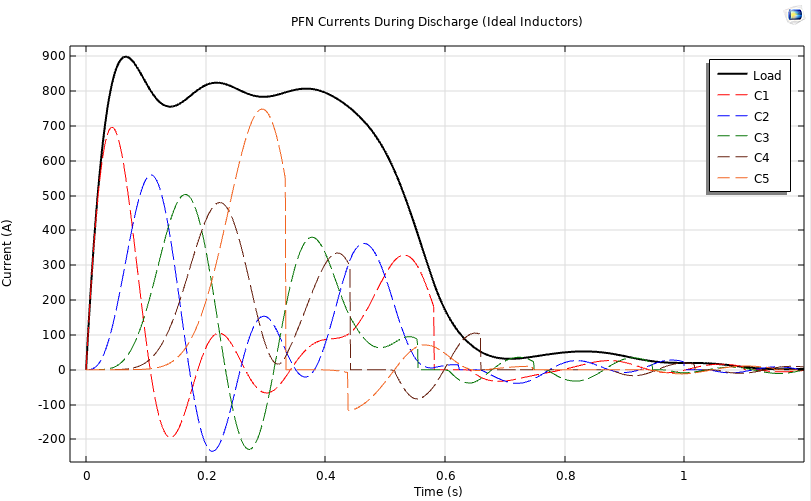 PFN Currents During Discharge (Ideal Inductors)
900
800
700
600
500
400
300
200
100
0
-100
-200
Current (A)
Load
C1
C2
C3
C4
C5
0 0.2 0.4 0.6 0.8 1
Time (s)